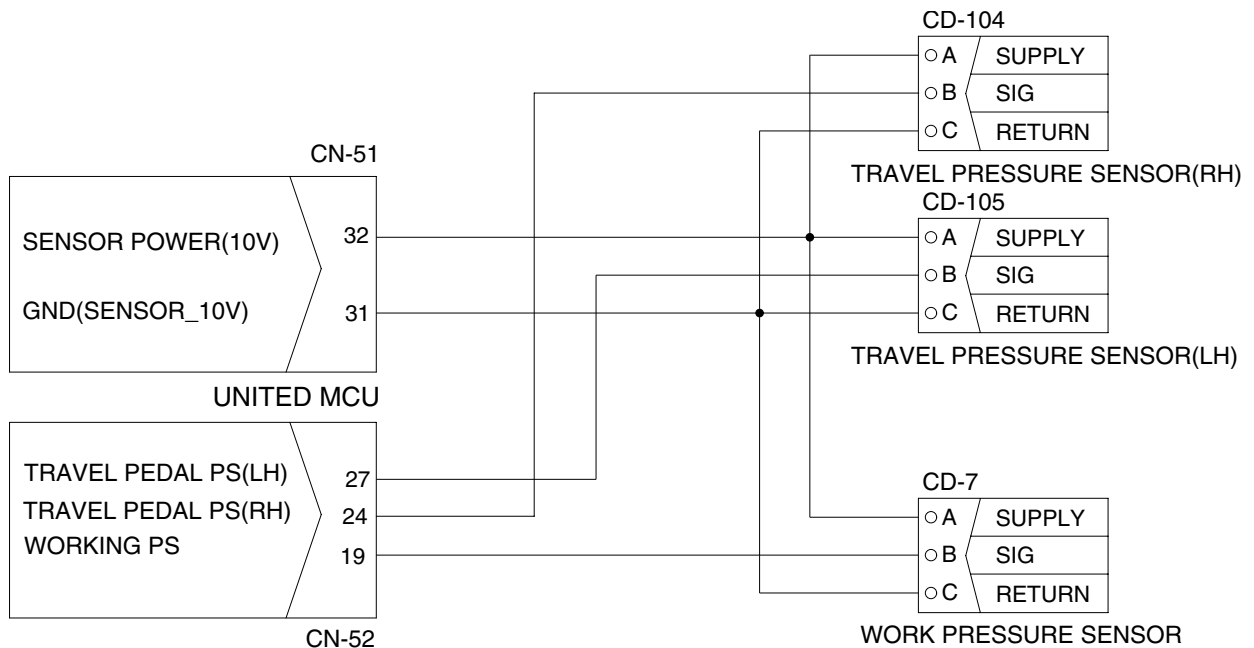 CD-104
A SUPPLY
B SIG
C RETURN
TRAVEL PRESSURE SENSOR(RH)
CN-51
SENSOR POWER(10V) 32
GND(SENSOR_10V) 31
UNITED MCU
CD-105
A SUPPLY
B SIG
C RETURN
TRAVEL PRESSURE SENSOR(LH)
TRAVEL PEDAL PS(LH) 27
TRAVEL PEDAL PS(RH) 24
WORKING PS 19
CN-52
CD-7
A SUPPLY
B SIG
C RETURN
WORK PRESSURE SENSOR